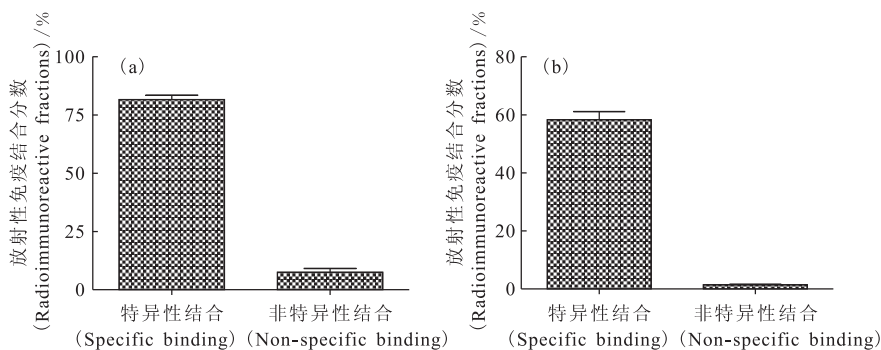 放射性免疫结合分数
(Radioimmunoreactive fractions)/%
100
75
50
25
0
(a)
特异性结合
(Specific binding)
非特异性结合
(Non-specific binding)
放射性免疫结合分数
(Radioimmunoreactive fractions)/%
80
60
40
20
0
(b)
特异性结合
(Specific binding)
非特异性结合
(Non-specific binding)